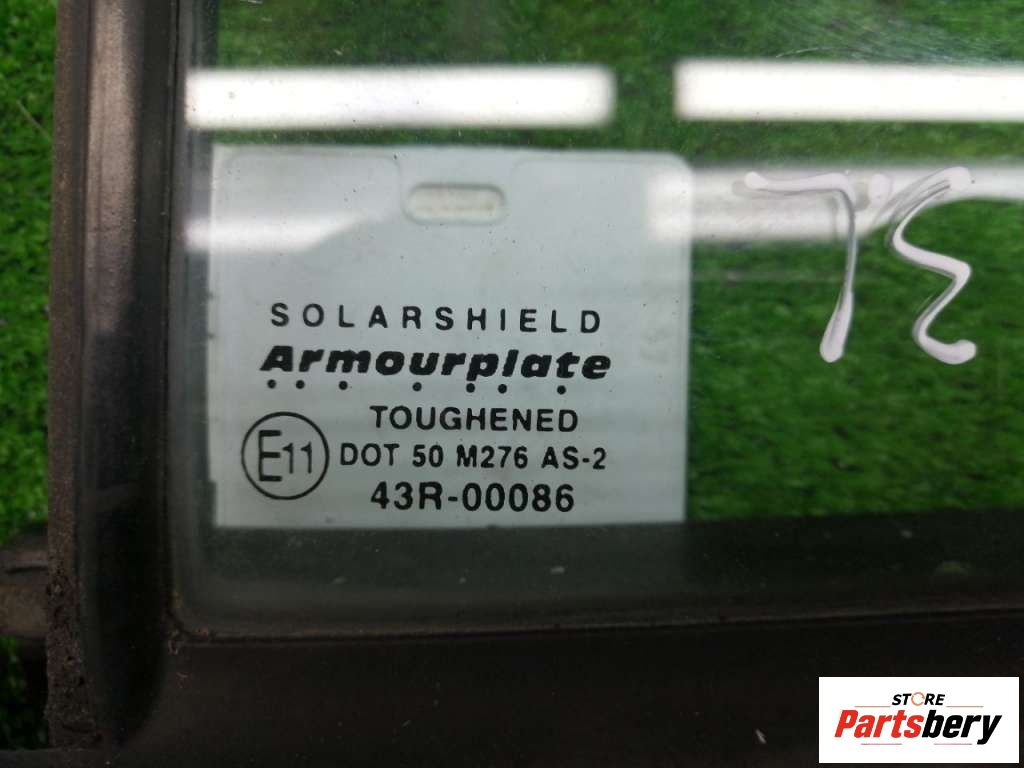 SOLARSHIELD
Armourplate
TOUGHENED
E11
DOT 50 M276 AS-2
43R-00086
STORE
Partsbery